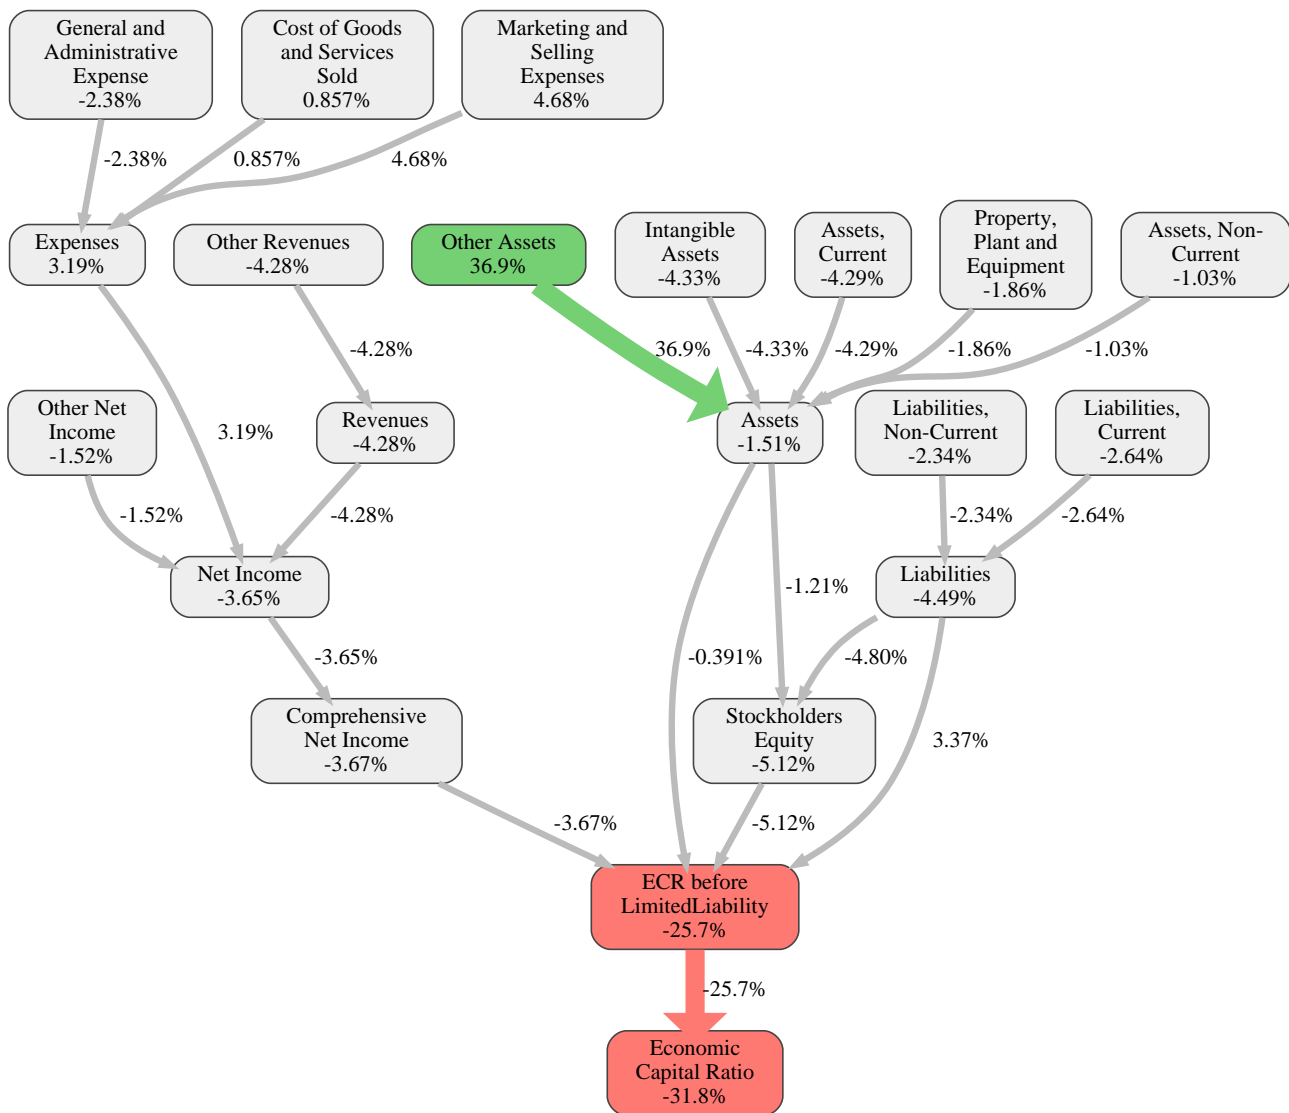 General and
Administrative
Expense
-2.38%
Cost of Goods
and Services
Sold
0.857%
Marketing and
Selling
Expenses
4.68%
-2.38%
0.857%
4.68%
Expenses
3.19%
Other Revenues
-4.28%
Other Assets
36.9%
Intangible
Assets
-4.33%
Assets,
Current
-4.29%
Property,
Plant and
Equipment
-1.86%
Assets, Non-
Current
-1.03%
-4.28%
36.9%
-4.33%
-4.29%
-1.86%
-1.03%
Other Net
Income
-1.52%
3.19%
Revenues
-4.28%
Assets
-1.51%
Liabilities,
Non-Current
-2.34%
Liabilities,
Current
-2.64%
-1.52%
-4.28%
-2.34%
-2.64%
Net Income
-3.65%
-1.21%
Liabilities
-4.49%
-3.65%
-0.391%
-4.80%
Comprehensive
Net Income
-3.67%
Stockholders
Equity
-5.12%
3.37%
-3.67%
-5.12%
ECR before
LimitedLiability
-25.7%
-25.7%
Economic
Capital Ratio
-31.8%